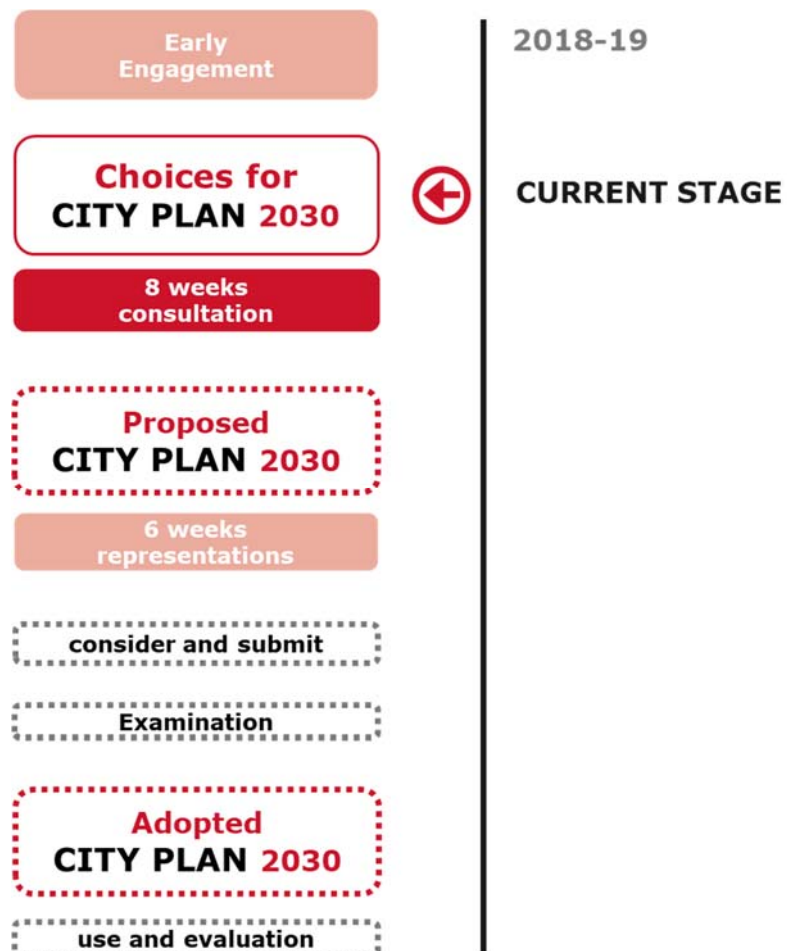 Early
Engagement
2018-19
Choices for
CITY PLAN 2030
CURRENT STAGE
8 weeks
consultation
Proposed
CITY PLAN 2030
6 weeks
representations
consider and submit
Examination
Adopted
CITY PLAN 2030
use and evaluation